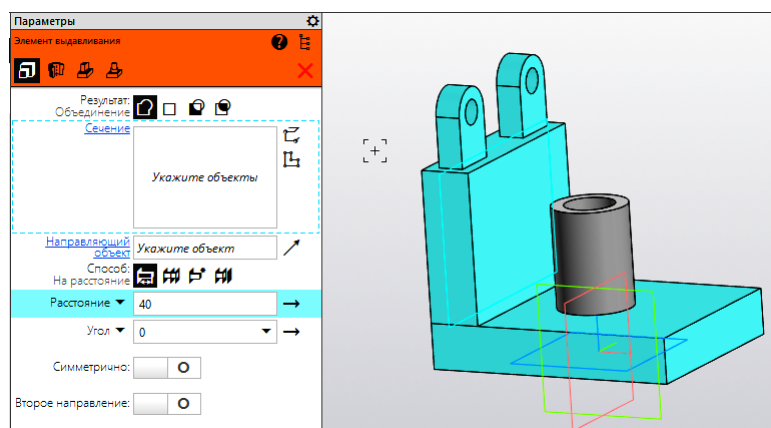 Параметры
Элемент выдавливания
Результат:
Объединение
Сечение
Укажите объекты
Направляющий
объект
Укажите объект
Способ:
На расстояние
Расстояние
40
Угол
0
Симметрично:
Второе направление: